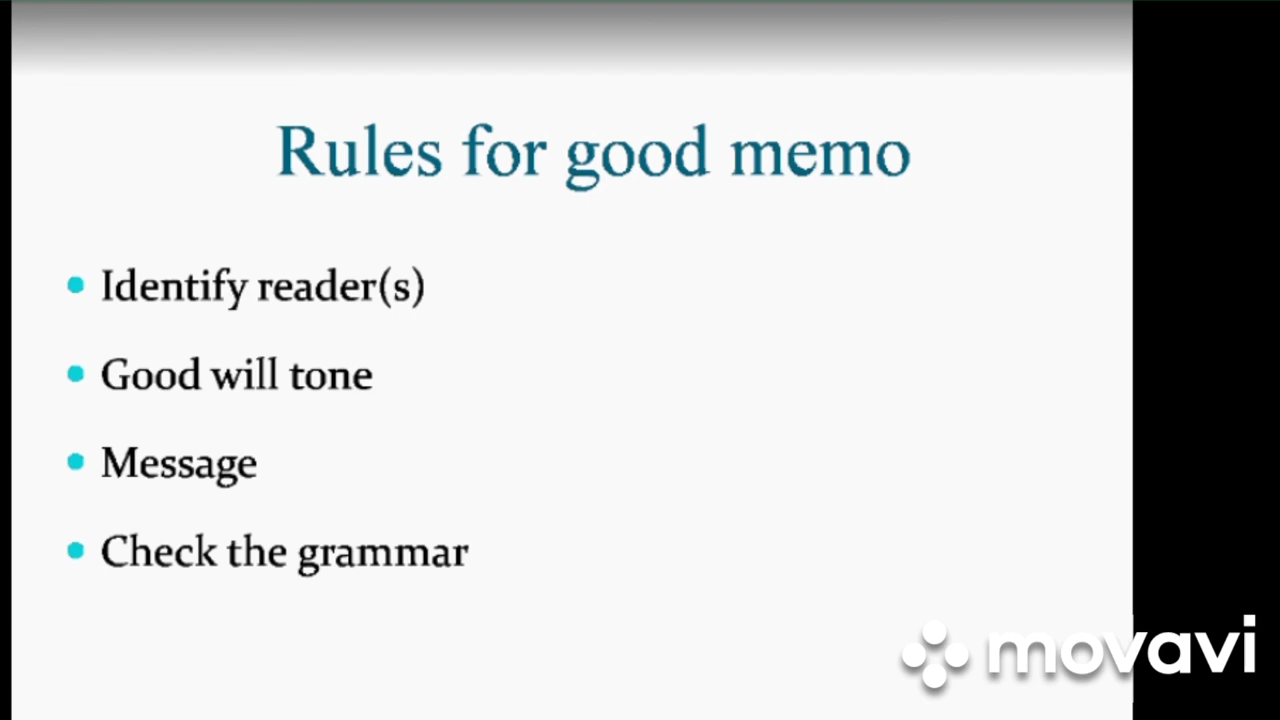 Rules for good memo
Identify reader(s)
Good will tone
Message
Check the grammar
movavi